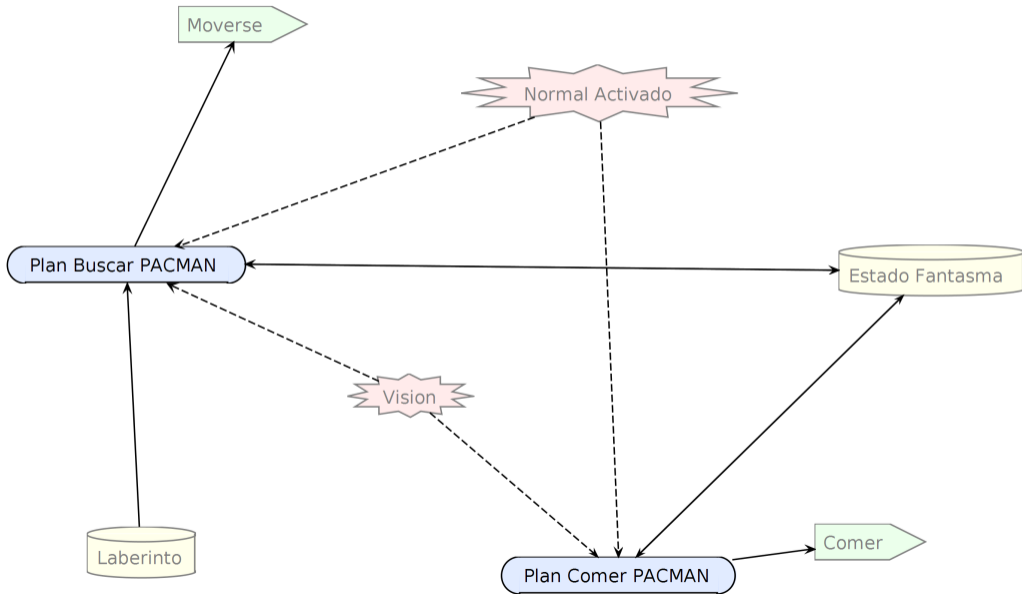 Moverse
Normal Activado
Plan Buscar PACMAN
Estado Fantasma
Vision
Laberinto
Comer
Plan Comer PACMAN